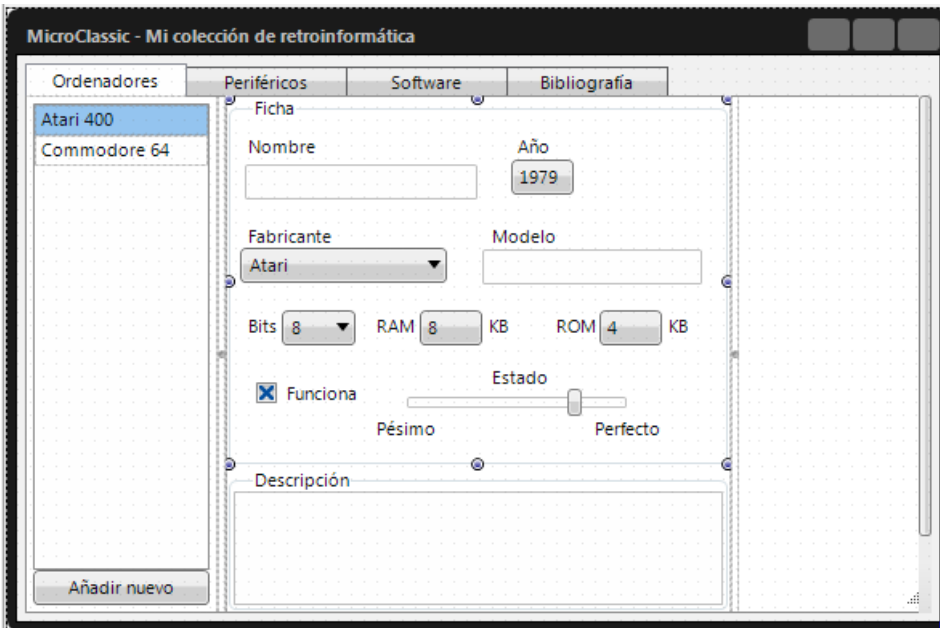 MicroClassic - Mi colección de retroinformática
Ordenadores Periféricos Software Bibliografía
Atari 400
Commodore 64
Añadir nuevo
Ficha
Nombre Año
1979
Fabricante Modelo
Atari
Bits 8 RAM 8 KB ROM 4 KB
Funciona Estado
Pésimo Perfecto
Descripción